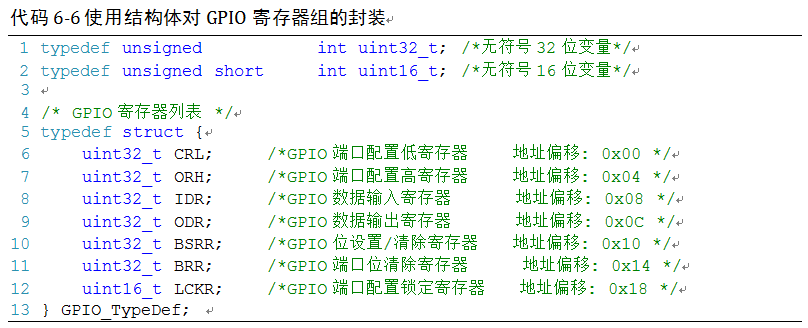 代码 6-6 使用结构体对 GPIO 寄存器组的封装↵
1 typedef unsigned           int uint32_t; /*无符号 32 位变量*/↵
2 typedef unsigned short     int uint16_t; /*无符号 16 位变量*/↵
3 ↵
4 /* GPIO 寄存器列表 */↵
5 typedef struct {↵
6     uint32_t CRL;     /*GPIO 端口配置低寄存器    地址偏移: 0x00 */↵
7     uint32_t ORH;     /*GPIO 端口配置高寄存器    地址偏移: 0x04 */↵
8     uint32_t IDR;     /*GPIO 数据输入寄存器    地址偏移: 0x08 */↵
9     uint32_t ODR;     /*GPIO 数据输出寄存器    地址偏移: 0x0C */↵
10     uint32_t BSRR;    /*GPIO 位设置/清除寄存器   地址偏移: 0x10 */↵
11     uint32_t BRR;     /*GPIO 端口位清除寄存器     地址偏移: 0x14 */↵
12     uint16_t LCKR;    /*GPIO 端口配置锁定寄存器   地址偏移: 0x18 */↵
13 } GPIO_TypeDef; ↵